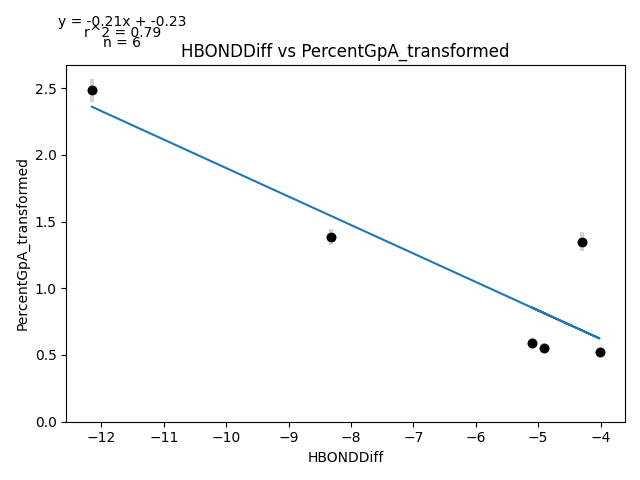 y = -0.21x + -0.23
r^2 = 0.79
n = 6
HBONDDiff vs PercentGpA_transformed
PercentGpA_transformed
2.5
2.0
1.5
1.0
0.5
0.0
−12 −11 −10 −9 −8 −7 −6 −5 −4
HBONDDiff